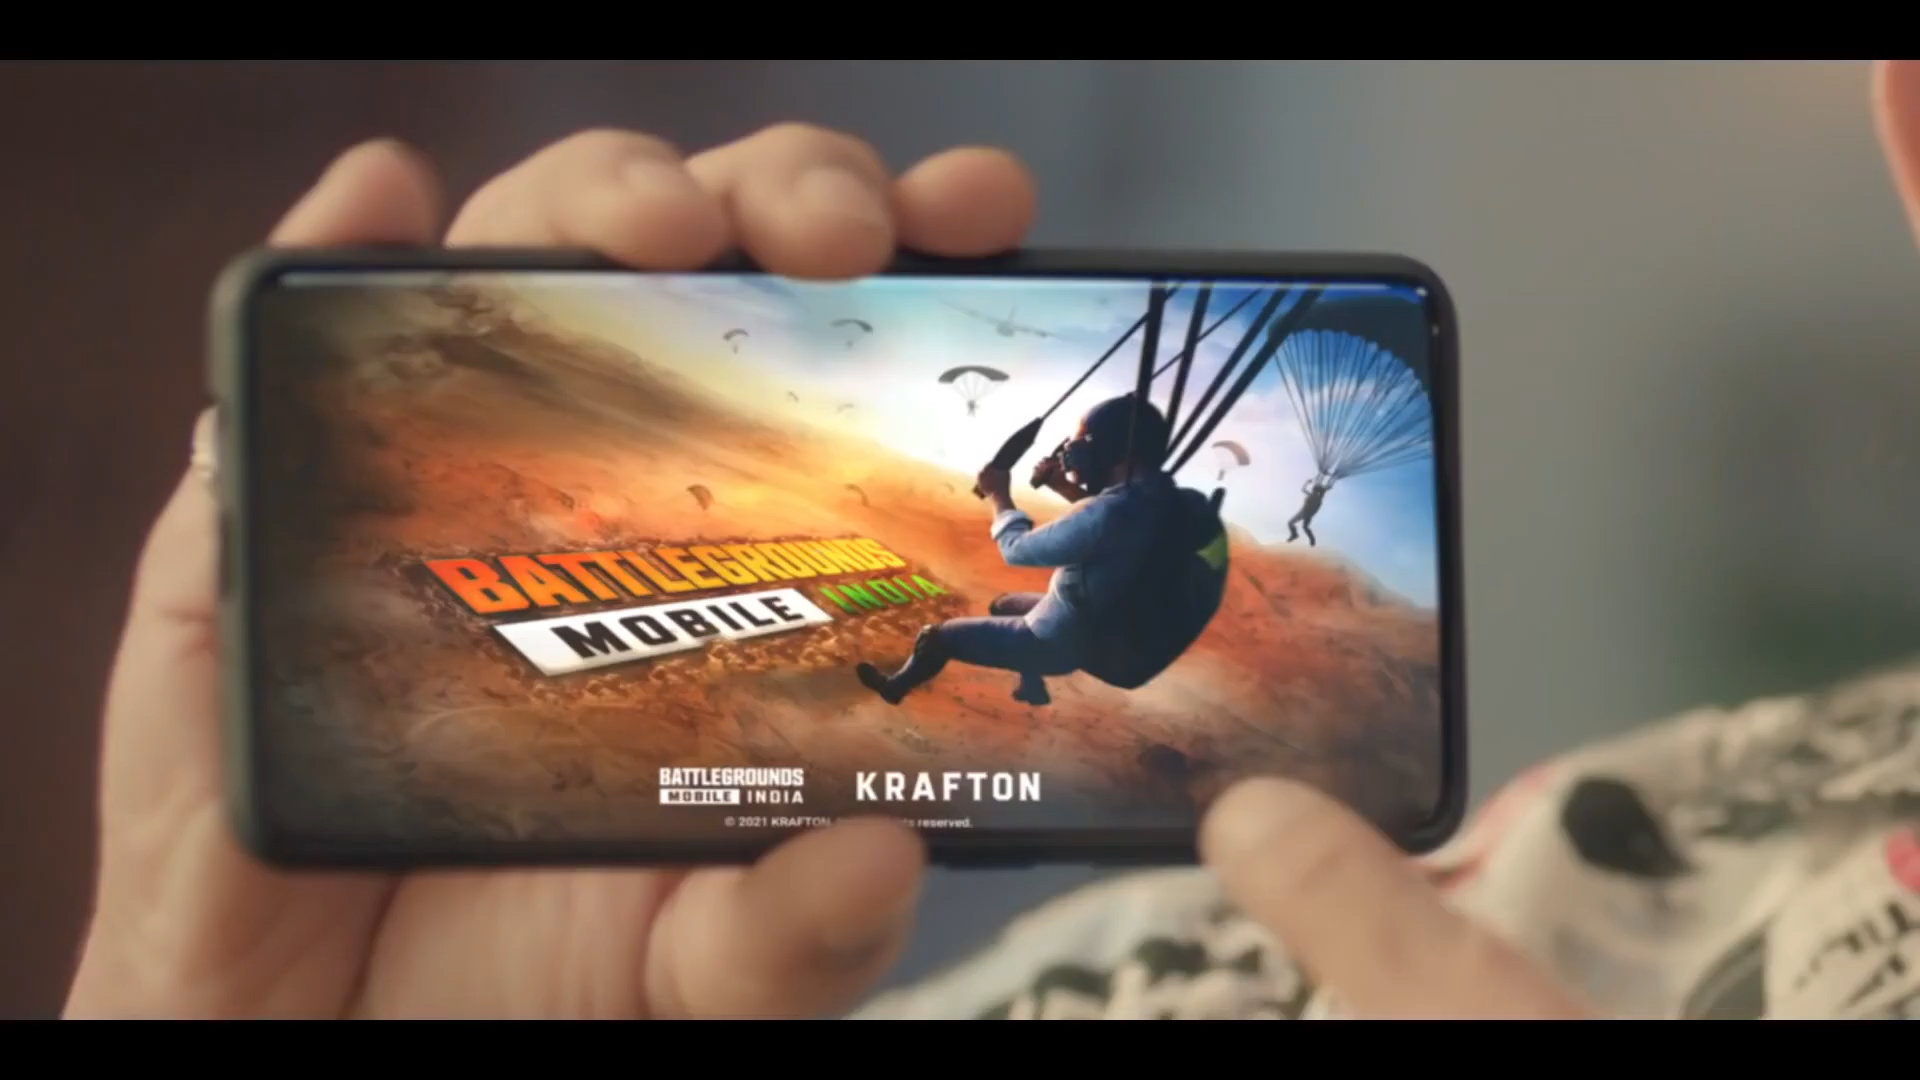 BATTLEGROUNDS
MOBILE INDIA
BATTLEGROUNDS
MOBILE INDIA
KRAFTON
© 2021 KRAFTON, reserved.